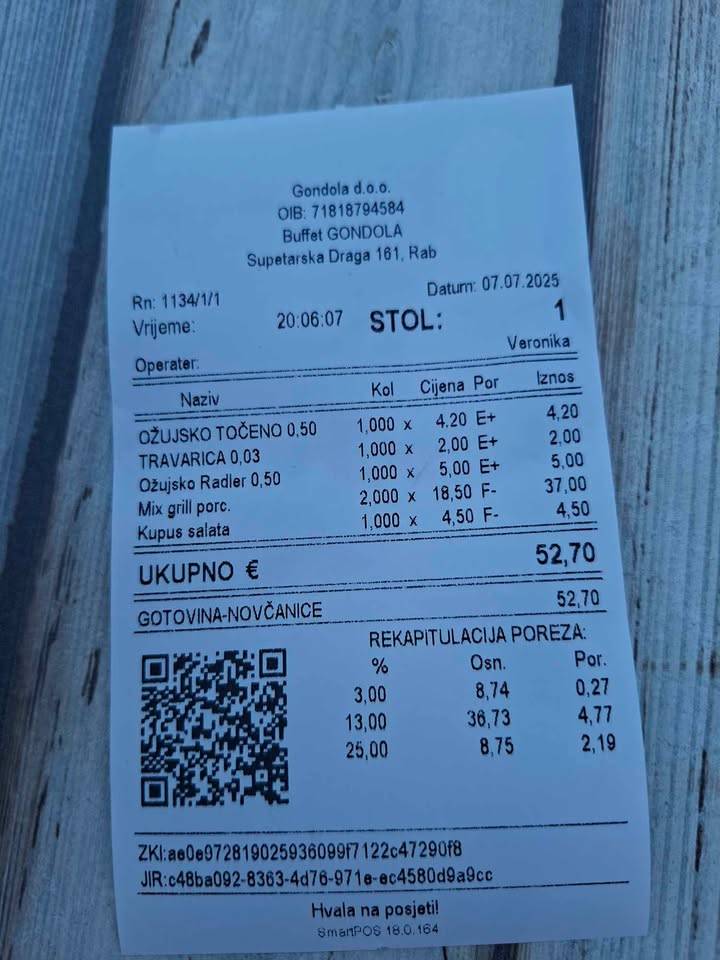 Gondola d.o.o.
OIB: 71818794584
Buffet GONDOLA
Supetarska Draga 161, Rab
Rn: 1134/1/1 Datum: 07.07.2025
Vrijeme: 20:06:07 STOL: 1
Operater: Veronika
Naziv Kol Cijena Por Iznos
OŽUJSKO TOČENO 0,50 1,000 x 4.20 E+ 4,20
TRAVARICA 0,03 1,000 x 2,00 E+ 2,00
Ožujsko Radler 0,50 1,000 x 5,00 E+ 5,00
Mix grill porc. 2,000 x 18,50 F- 37,00
Kupus salata 1,000 x 4,50 F- 4,50
UKUPNO € 52,70
GOTOVINA-NOVČANICE 52,70
REKAPITULACIJA POREZA:
% Osn. Por.
3,00 8,74 0,27
13,00 36,73 4,77
25,00 8,75 2,19
ZKI:ae0e972819025936099f7122c47290f8
JIR:c48ba092-8363-4d76-971e-ec4580d9a9cc
Hvala na posjeti!
SmartPOS 18.0.164